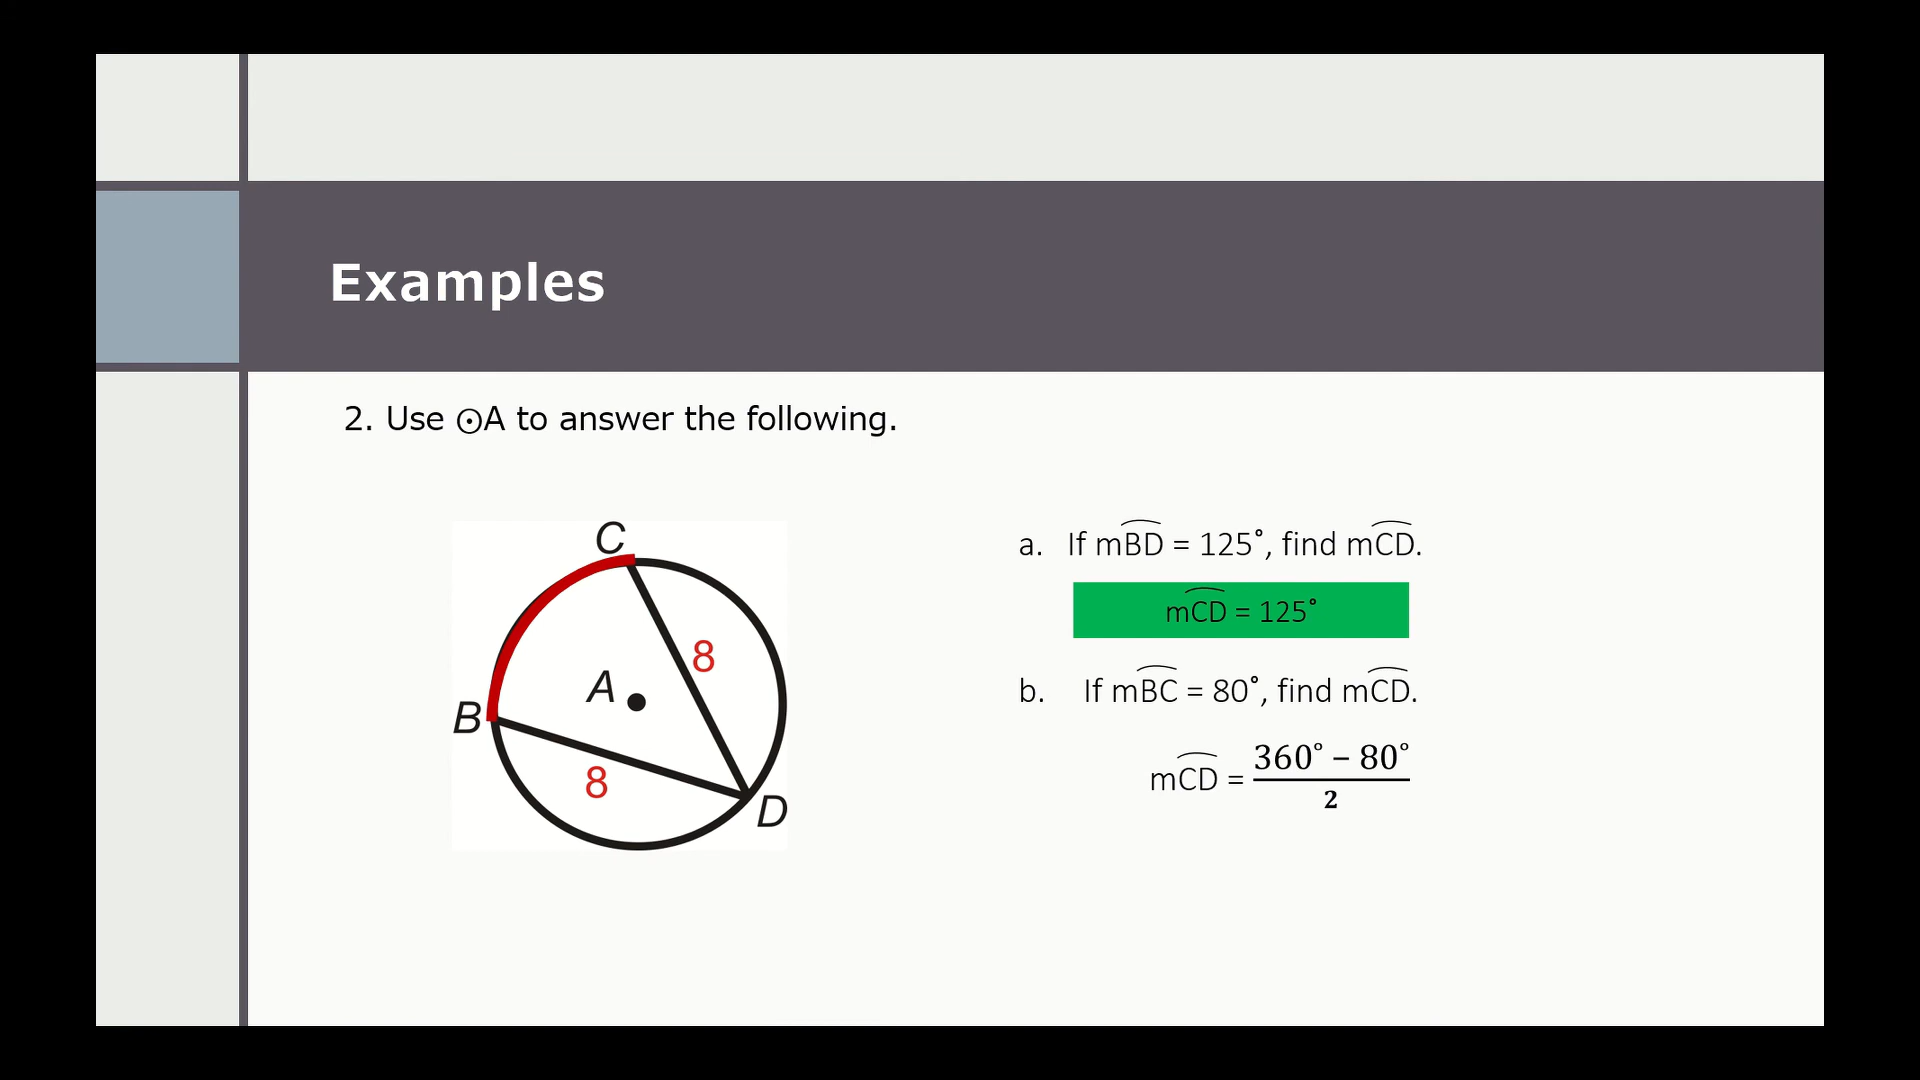 Examples
2. Use ⊙A to answer the following.
C
8
A
B
8
D
a. If mBD͡ = 125°, find mCD͡.
mCD͡ = 125°
b. If mBC͡ = 80°, find mCD͡.
mCD͡ = 360° – 80°
2